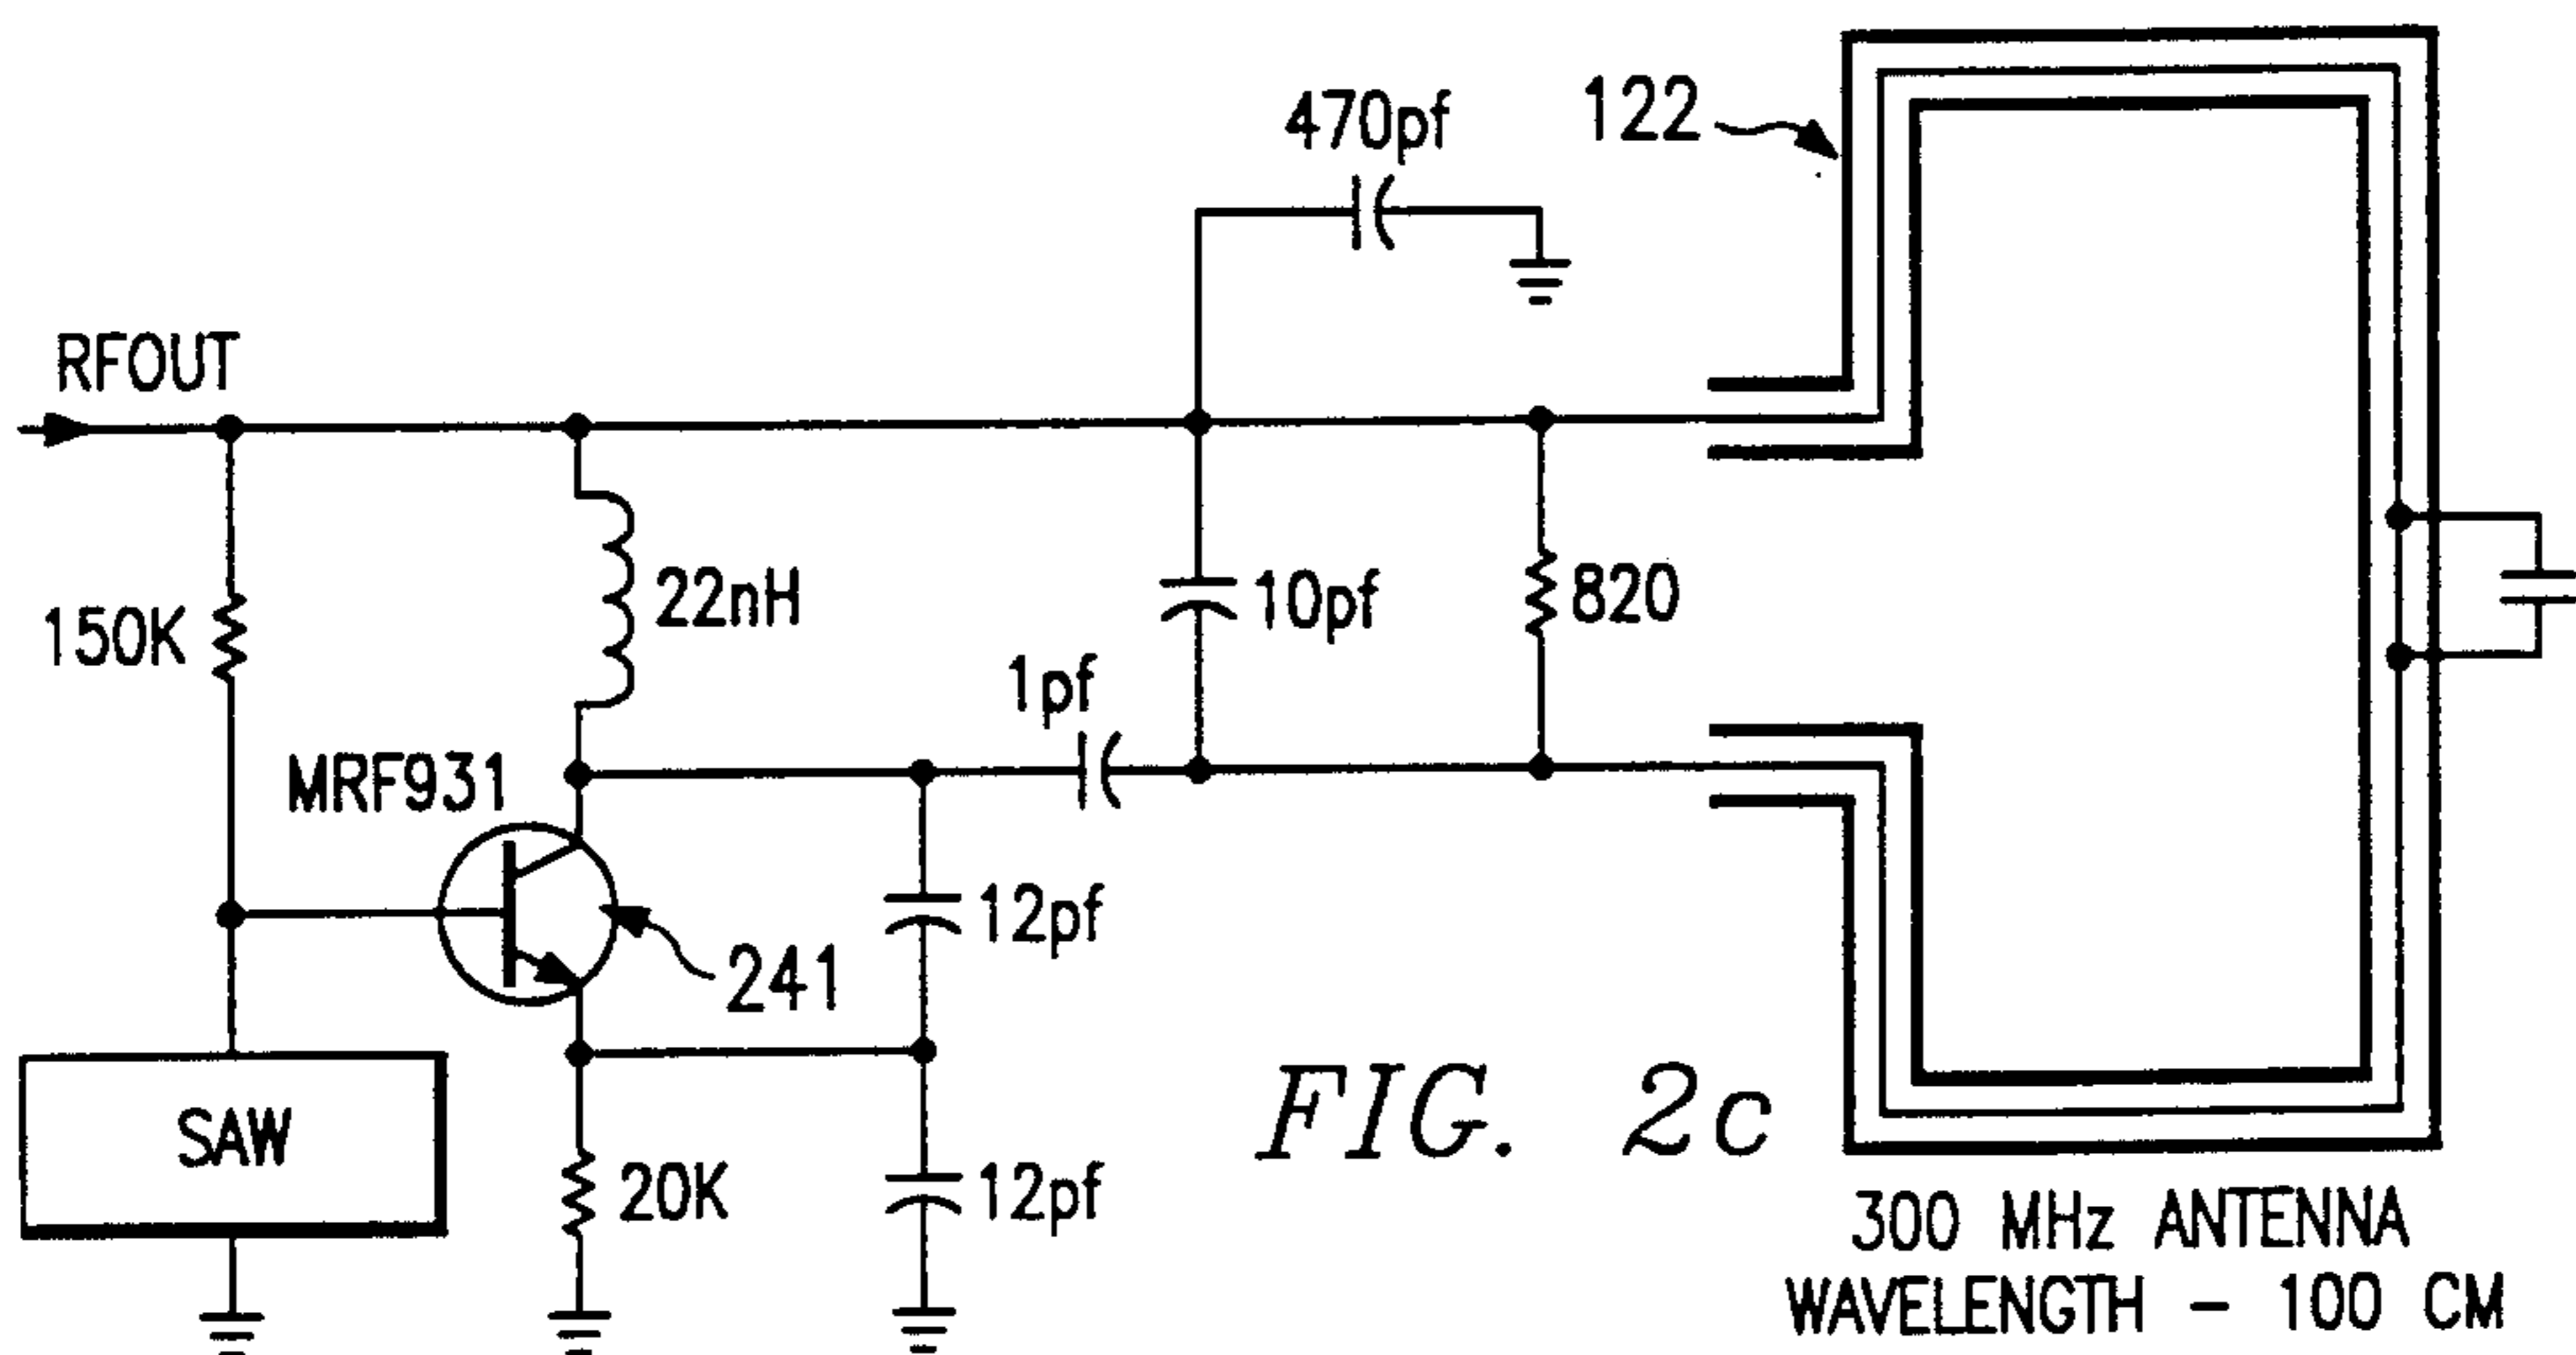 470pf
122
RFOUT
150K
22nH
10pf
820
1pf
MRF931
12pf
241
SAW
20K
12pf
FIG. 2c
300 MHz ANTENNA
WAVELENGTH - 100 CM